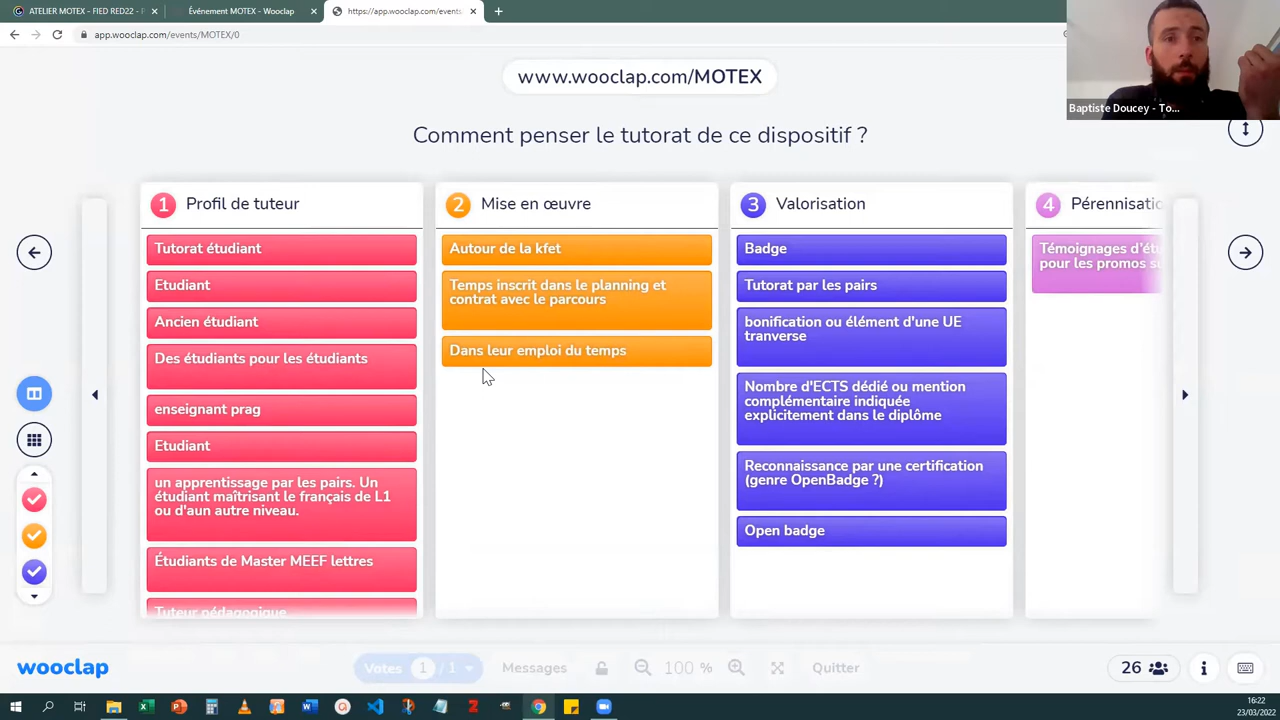 ATELIER MOTEX - FIED RED22 -
Événement MOTEX - Wooclap
https://app.wooclap.com/events/
app.wooclap.com/events/MOTEX/0
Baptiste Doucey - To...
www.wooclap.com/MOTEX
Comment penser le tutorat de ce dispositif ?
1 Profil de tuteur
Tutorat étudiant
Etudiant
Ancien étudiant
Des étudiants pour les étudiants
enseignant prag
Etudiant
un apprentissage par les pairs. Un
étudiant maîtrisant le français de L1
ou d'aun autre niveau.
Étudiants de Master MEEF lettres
Tuteur pédagogique
2 Mise en œuvre
Autour de la kfet
Temps inscrit dans le planning et
contrat avec le parcours
Dans leur emploi du temps
3 Valorisation
Badge
Tutorat par les pairs
bonification ou élément d'une UE
tranverse
Nombre d'ECTS dédié ou mention
complémentaire indiquée
explicitement dans le diplôme
Reconnaissance par une certification
(genre OpenBadge ?)
Open badge
4
Témoignages
pour les promos
wooclap
Votes 1 / 1
Messages
100 %
Quitter
26
16:22
23/03/2022